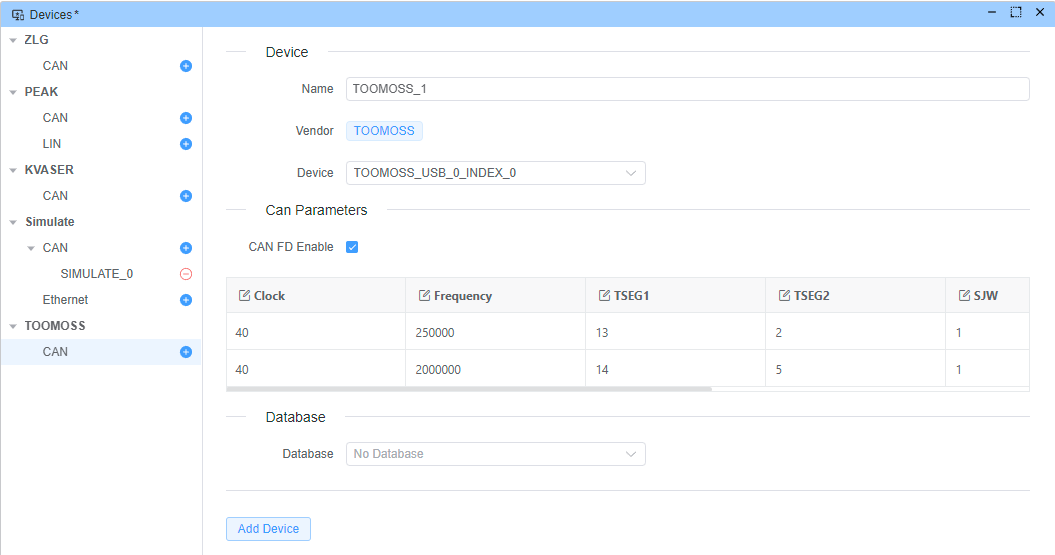 Devices*
ZLG
CAN
PEAK
CAN
LIN
KVASER
CAN
Simulate
CAN
SIMULATE_0
Ethernet
TOOMOSS
CAN
Device
Name TOOMOSS_1
Vendor TOOMOSS
Device TOOMOSS_USB_0_INDEX_0
Can Parameters
CAN FD Enable
Clock Frequency TSEG1 TSEG2 SJW
40 250000 13 2 1
40 2000000 14 5 1
Database
Database No Database
Add Device